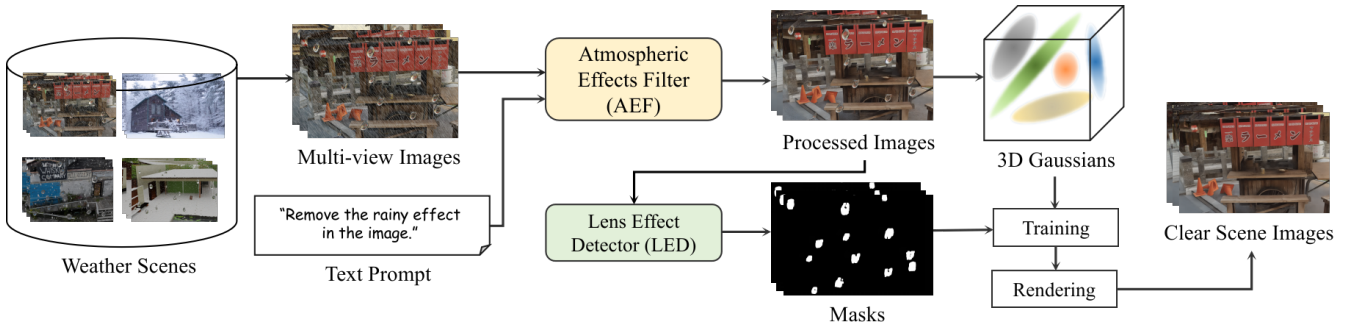 Weather Scenes
Multi-view Images
“Remove the rainy effect
in the image.”
Text Prompt
Atmospheric
Effects Filter
(AEF)
Processed Images
Lens Effect
Detector (LED)
Masks
3D Gaussians
Training
Rendering
Clear Scene Images